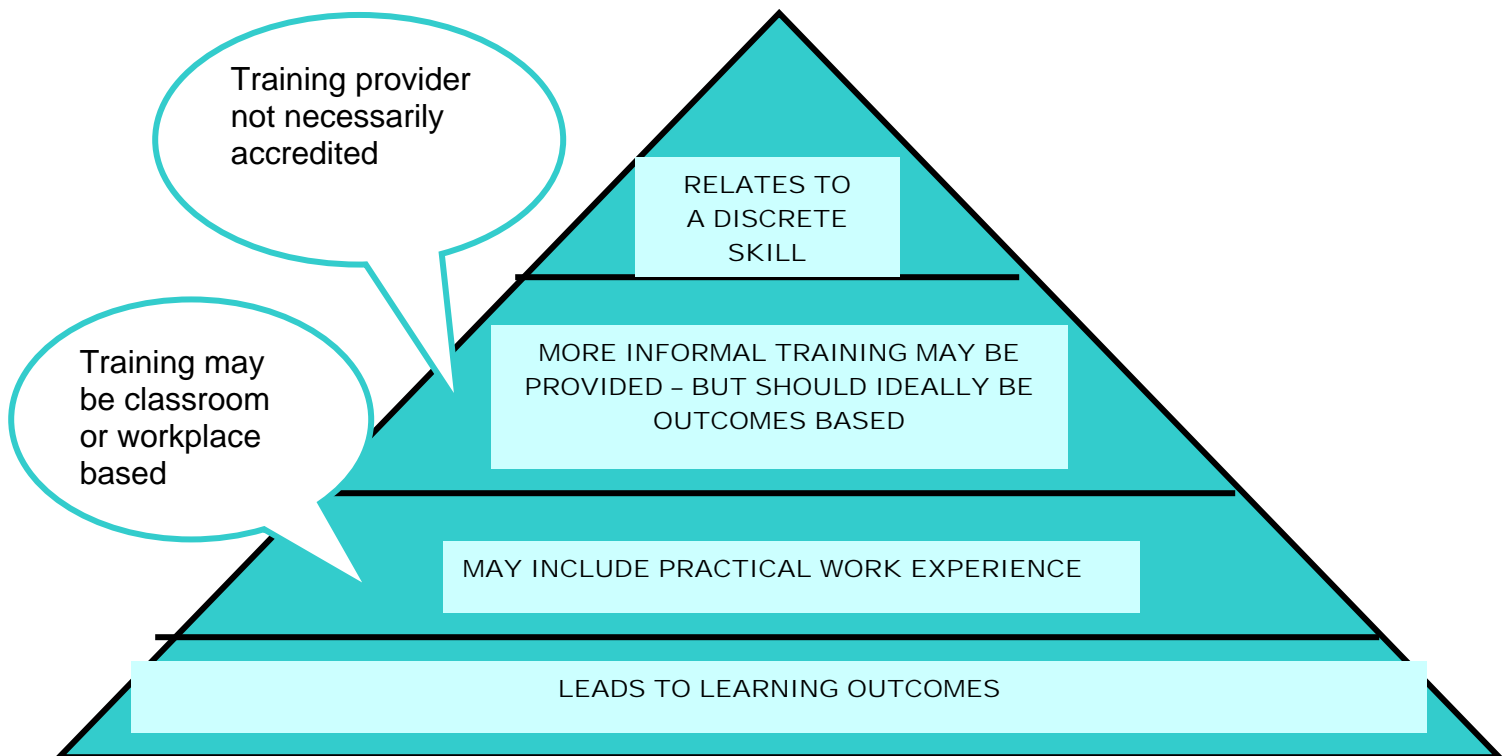 Training provider
not necessarily
accredited
RELATES TO
A DISCRETE
SKILL
MORE INFORMAL TRAINING MAY BE
PROVIDED – BUT SHOULD IDEALLY BE
OUTCOMES BASED
Training may
be classroom
or workplace
based
MAY INCLUDE PRACTICAL WORK EXPERIENCE
LEADS TO LEARNING OUTCOMES